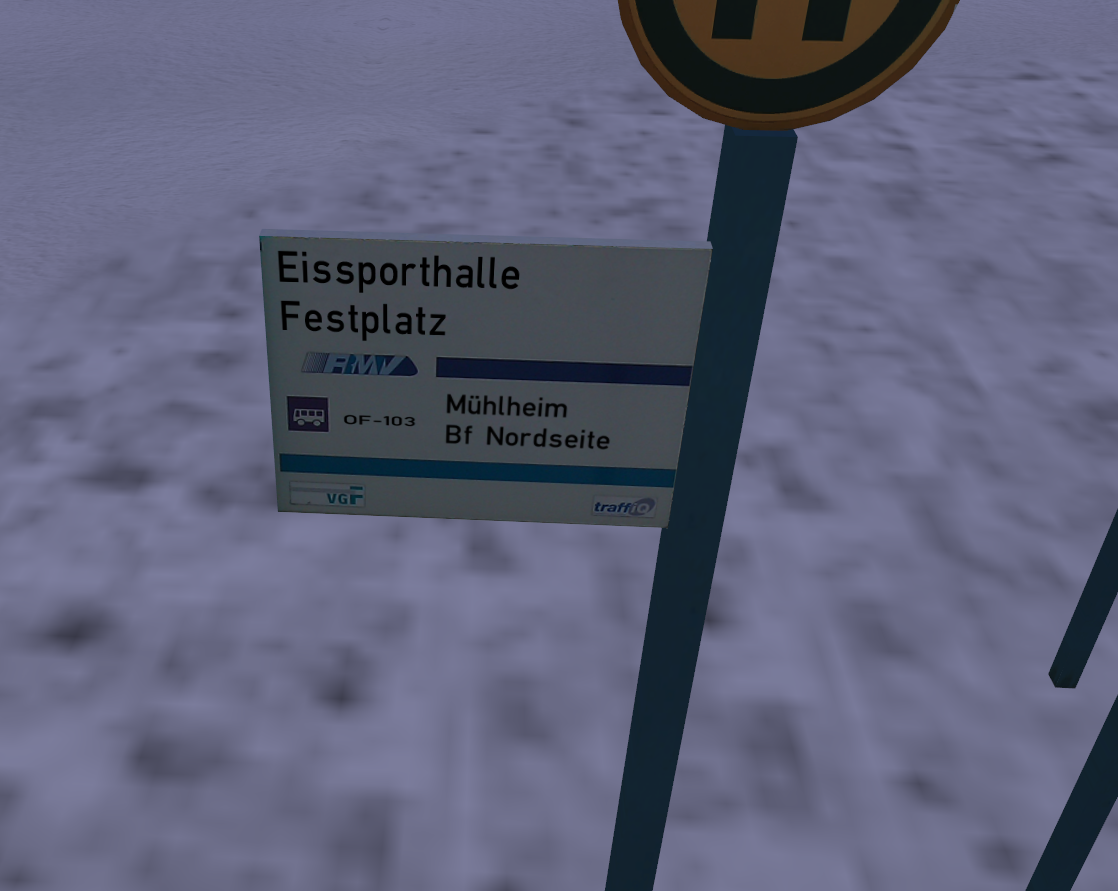 Eissporthalle
Festplatz
RMV
OF-103
Mühlheim
Bf Nordseite
VGF
traffiQ